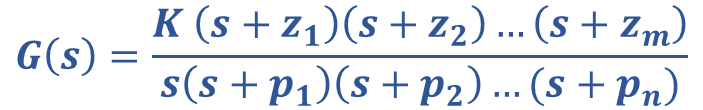 G(s) = K (s + z₁)(s + z₂) … (s + zₘ) / s(s + p₁)(s + p₂) … (s + pₙ)